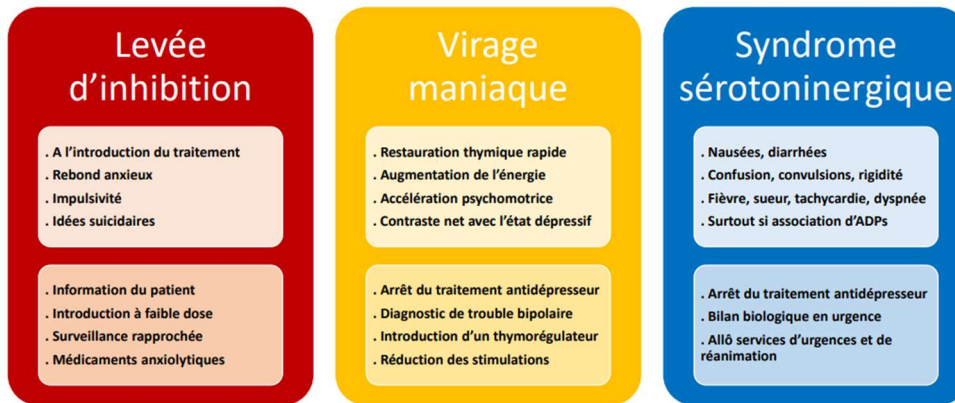 Levée
d'inhibition
. A l'introduction du traitement
. Rebond anxieux
. Impulsivité
. Idées suicidaires
. Information du patient
. Introduction à faible dose
. Surveillance rapprochée
. Médicaments anxiolytiques
Virage
maniaque
. Restauration thymique rapide
. Augmentation de l'énergie
. Accélération psychomotrice
. Contraste net avec l'état dépressif
. Arrêt du traitement antidépresseur
. Diagnostic de trouble bipolaire
. Introduction d'un thymorégulateur
. Réduction des stimulations
Syndrome
sérotoninergique
. Nausées, diarrhées
. Confusion, convulsions, rigidité
. Fièvre, sueur, tachycardie, dyspnée
. Surtout si association d'ADPs
. Arrêt du traitement antidépresseur
. Bilan biologique en urgence
. Allô services d'urgences et de
réanimation